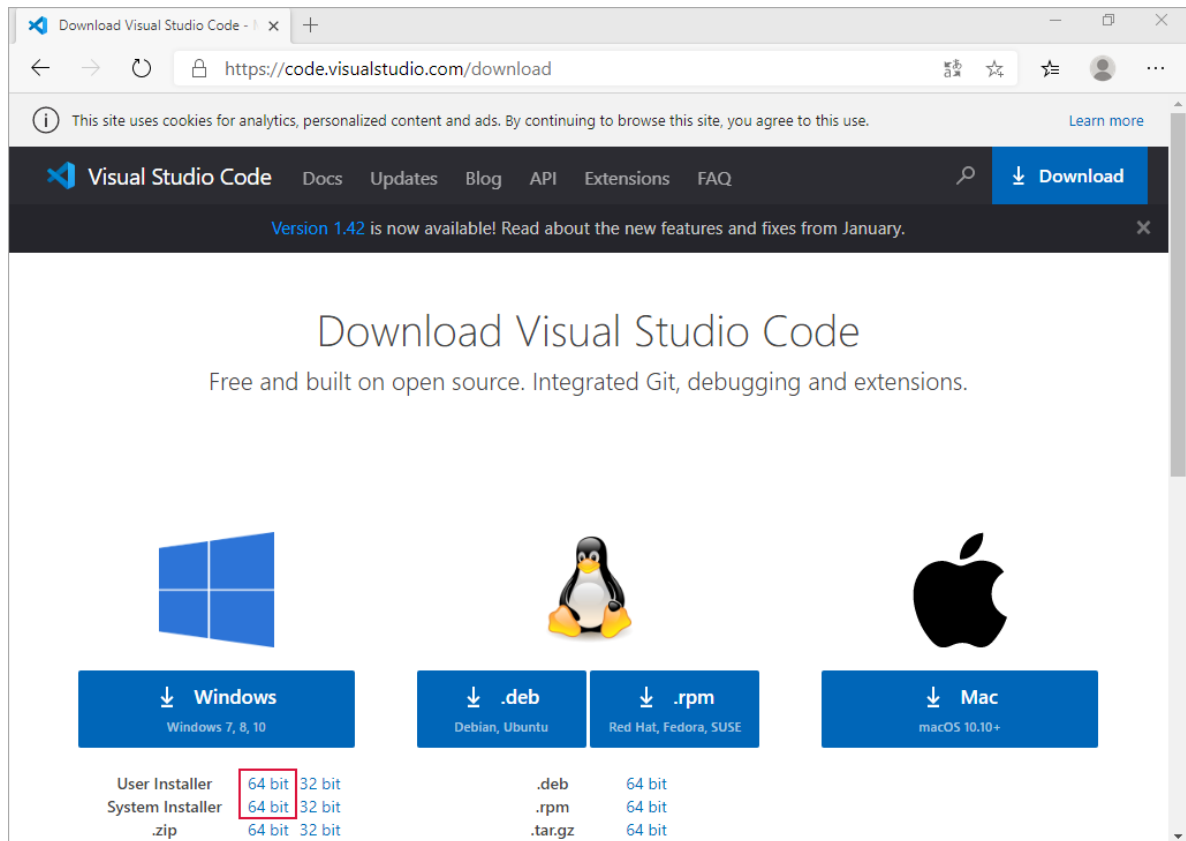 Download Visual Studio Code -
https://code.visualstudio.com/download
This site uses cookies for analytics, personalized content and ads. By continuing to browse this site, you agree to this use. Learn more
Visual Studio Code Docs Updates Blog API Extensions FAQ Download
Version 1.42 is now available! Read about the new features and fixes from January.
Download Visual Studio Code
Free and built on open source. Integrated Git, debugging and extensions.
Windows .deb .rpm Mac
Windows 7, 8, 10 Debian, Ubuntu Red Hat, Fedora, SUSE macOS 10.10+
User Installer 64 bit 32 bit .deb 64 bit
System Installer 64 bit 32 bit .rpm 64 bit
.zip 64 bit 32 bit .tar.gz 64 bit